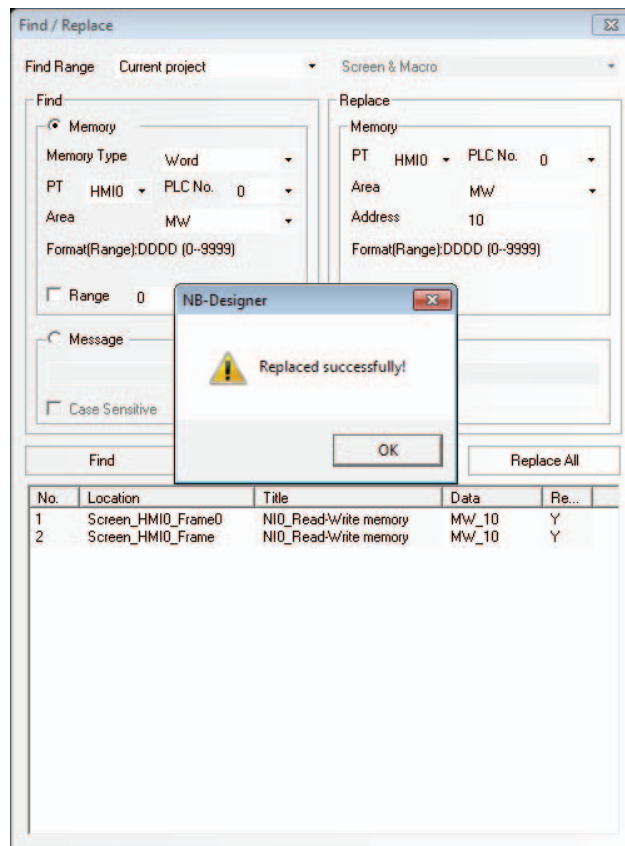 Find / Replace
Find Range Current project Screen & Macro
Find Replace
Memory Memory
Memory Type Word PT HMI0 PLC No. 0
PT HMI0 PLC No. 0 Area MW
Area MW Address 10
Format(Range):DDDD (0--9999) Format(Range):DDDD (0--9999)
Range 0
NB-Designer
Message
Replaced successfully!
Case Sensitive
OK
Find Replace All
No. Location Title Data Re...
1 Screen_HMI0_Frame0 NI0_Read-Write memory MW_10 Y
2 Screen_HMI0_Frame NI0_Read-Write memory MW_10 Y